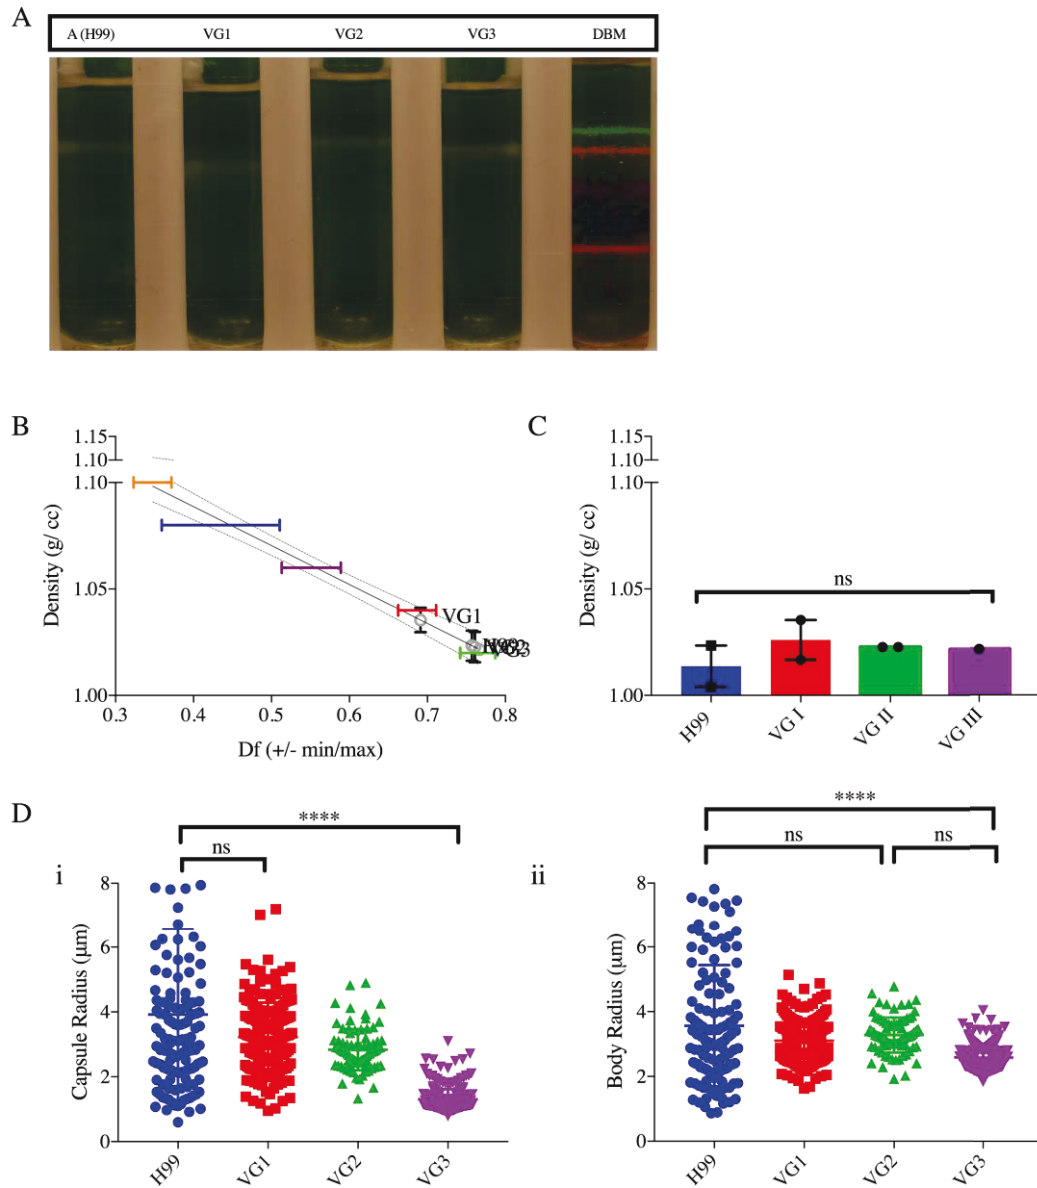 A
A (H99) VG1 VG2 VG3 DBM
B
1.15
1.10
1.10
1.05
1.00
Density (g/ cc)
VG1
VG3
0.3 0.4 0.5 0.6 0.7 0.8
Df (+/- min/max)
C
1.15
1.10
1.10
1.05
1.00
Density (g/ cc)
ns
H99 VG I VG II VG III
D
i
****
ns
8
6
4
2
0
Capsule Radius (μm)
H99 VG1 VG2 VG3
ii
****
ns ns
8
6
4
2
0
Body Radius (μm)
H99 VG1 VG2 VG3